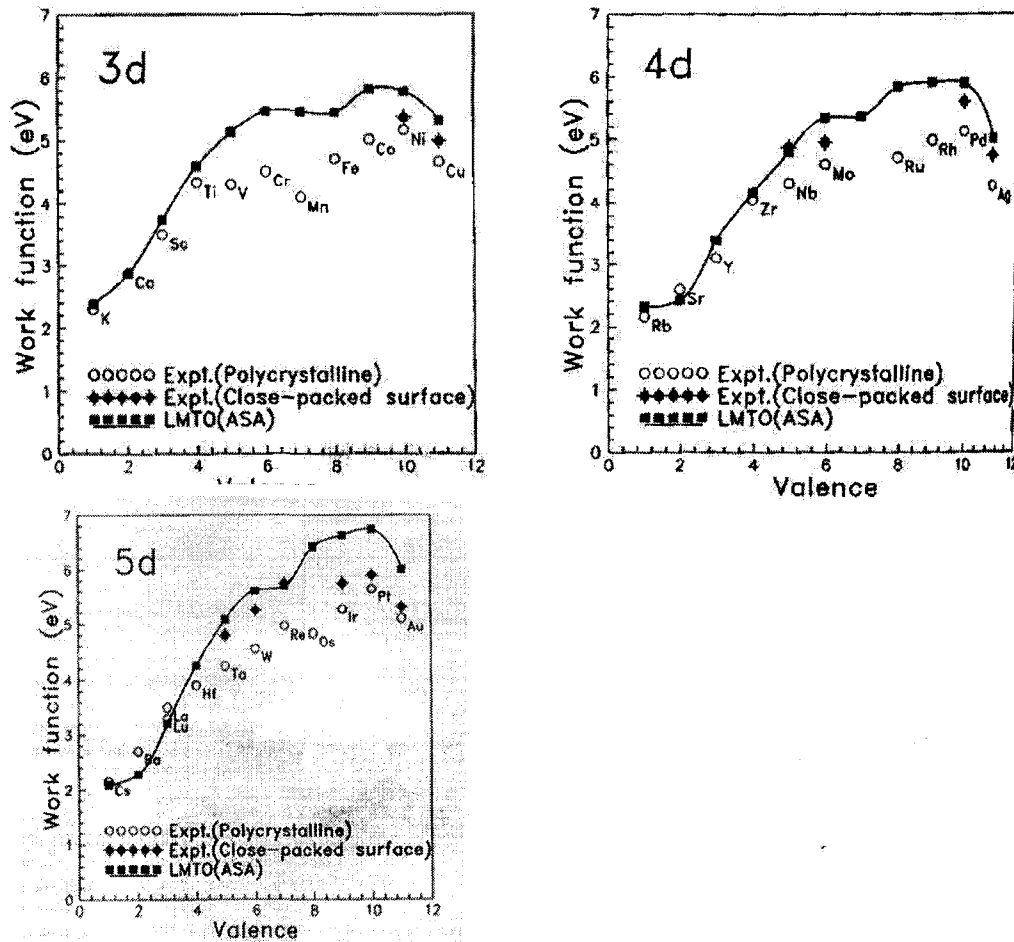 3d
Work function (eV)
7
6
5
4
3
2
1
0
K
Ca
Sc
Ti
V
Cr
Mn
Fe
Co
Ni
Cu
Expt.(Polycrystalline)
Expt.(Close-packed surface)
LMTO(ASA)
0 2 4 6 8 10 12
4d
Work function (eV)
7
6
5
4
3
2
1
0
Rb
Sr
Y
Zr
Nb
Mo
Ru
Rh
Pd
Ag
Expt.(Polycrystalline)
Expt.(Close-packed surface)
LMTO(ASA)
0 2 4 6 8 10 12
Valence
5d
Work function (eV)
7
6
5
4
3
2
1
0
Cs
Ba
La
Lu
Hf
Ta
W
Re
Os
Ir
Pt
Au
Expt.(Polycrystalline)
Expt.(Close-packed surface)
LMTO(ASA)
0 2 4 6 8 10 12
Valence